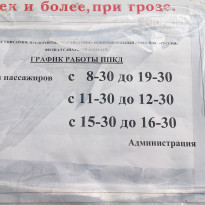 ек и более, при грозе.
ГРАФИК РАБОТЫ ППКД
пассажиров с 8-30 до 19-30
с 11-30 до 12-30
с 15-30 до 16-30
Администрация